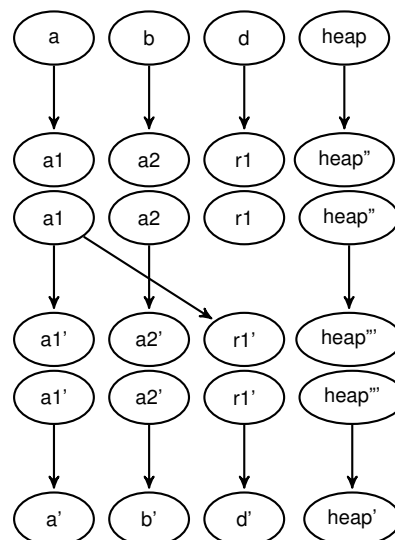 a b d heap
a1 a2 r1 heap''
a1 a2 r1 heap''
a1' a2' r1' heap'''
a1' a2' r1' heap'''
a' b' d' heap'